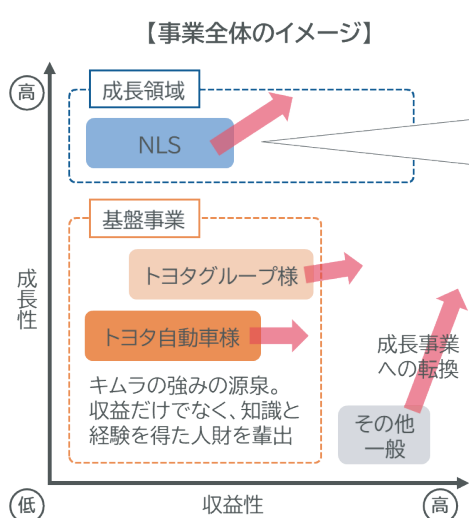 【事業全体のイメージ】
高
成長領域
NLS
基盤事業
トヨタグループ様
トヨタ自動車様
キムラの強みの源泉。
収益だけでなく、知識と
経験を得た人財を輩出
成長性
成長事業
への転換
その他
一般
低
収益性
高